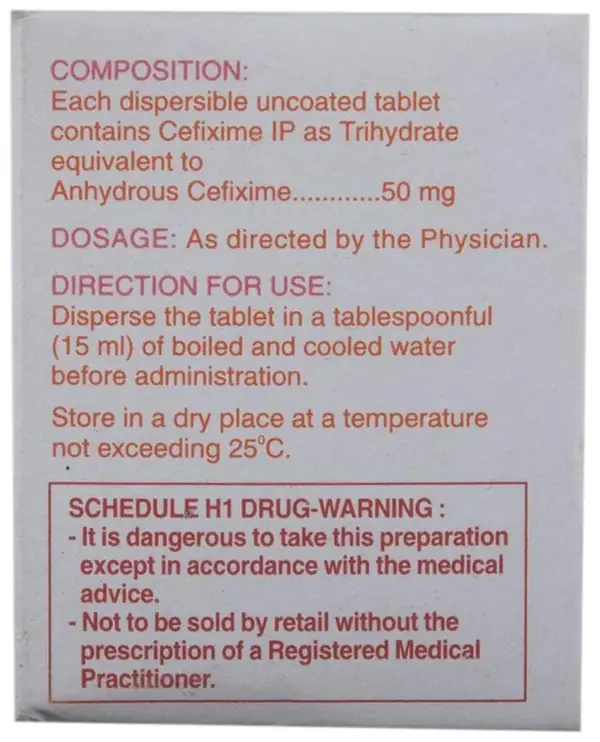 COMPOSITION:
Each dispersible uncoated tablet
contains Cefixime IP as Trihydrate
equivalent to
Anhydrous Cefixime............50 mg
DOSAGE: As directed by the Physician.
DIRECTION FOR USE:
Disperse the tablet in a tablespoonful
(15 ml) of boiled and cooled water
before administration.
Store in a dry place at a temperature
not exceeding 25°C.
SCHEDULE H1 DRUG-WARNING :
- It is dangerous to take this preparation
except in accordance with the medical
advice.
- Not to be sold by retail without the
prescription of a Registered Medical
Practitioner.